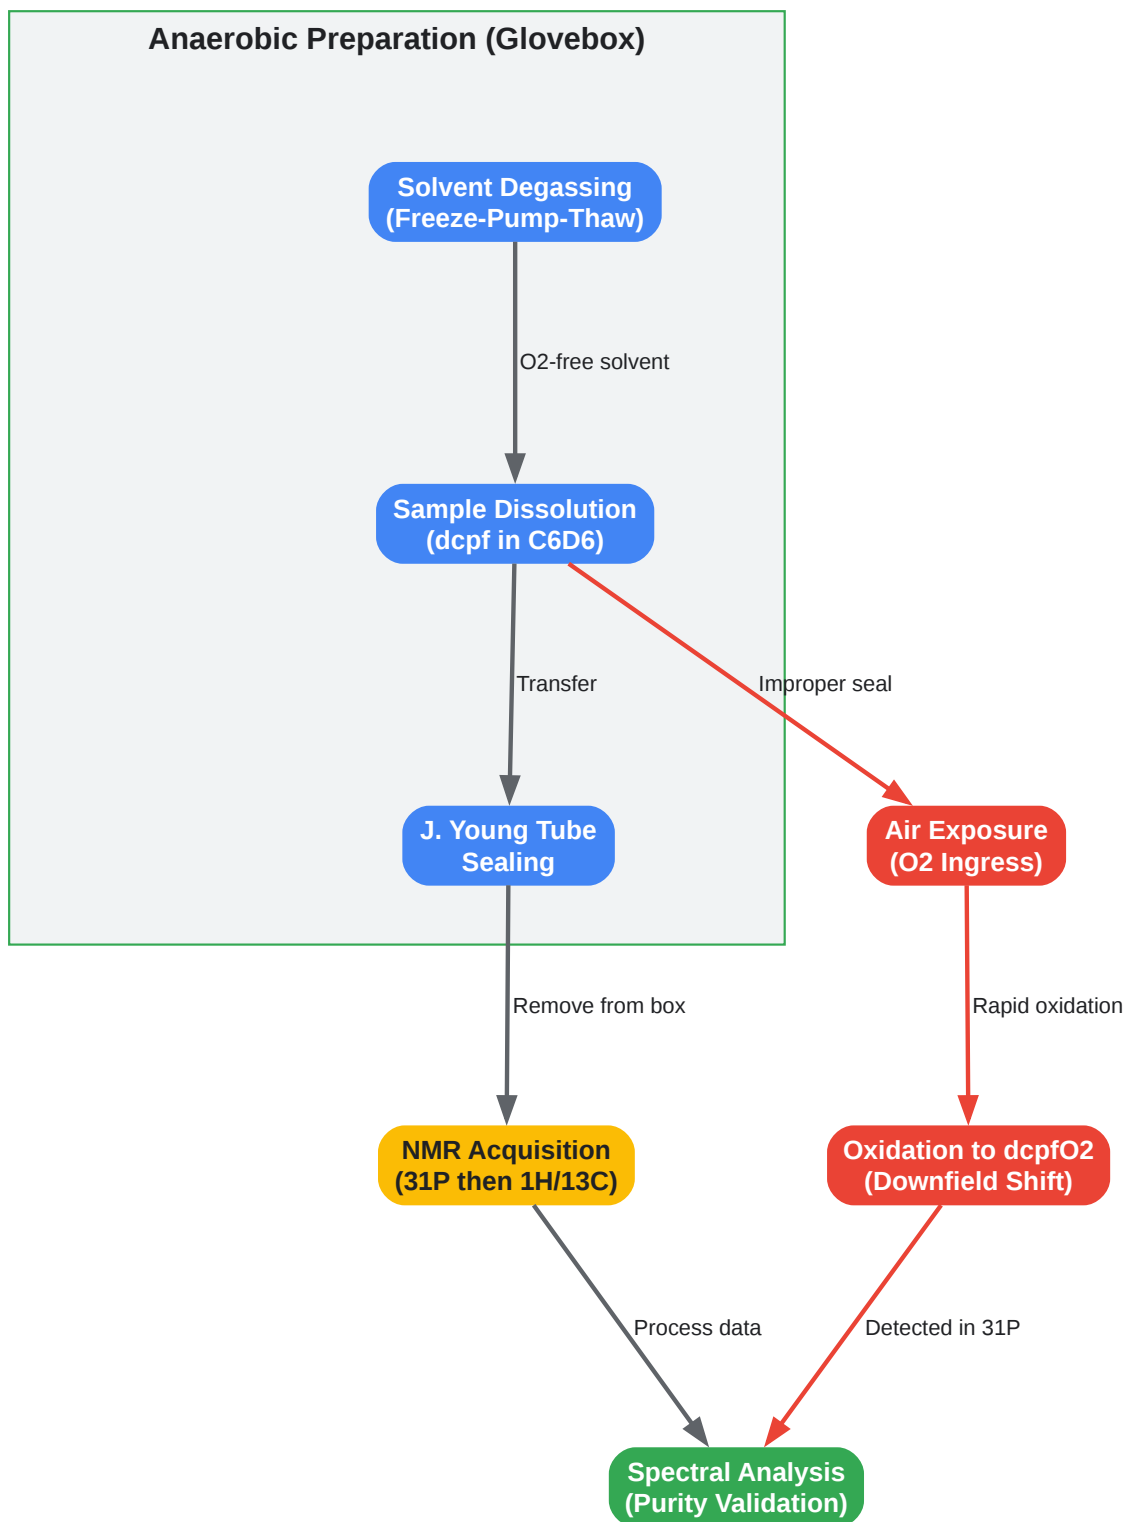 Anaerobic Preparation (Glovebox)
Solvent Degassing
(Freeze-Pump-Thaw)
O2-free solvent
Sample Dissolution
(dcpf in C6D6)
Transfer
Improper seal
J. Young Tube
Sealing
Air Exposure
(O2 Ingress)
Remove from box
Rapid oxidation
NMR Acquisition
(31P then 1H/13C)
Oxidation to dcpfO2
(Downfield Shift)
Process data
Detected in 31P
Spectral Analysis
(Purity Validation)